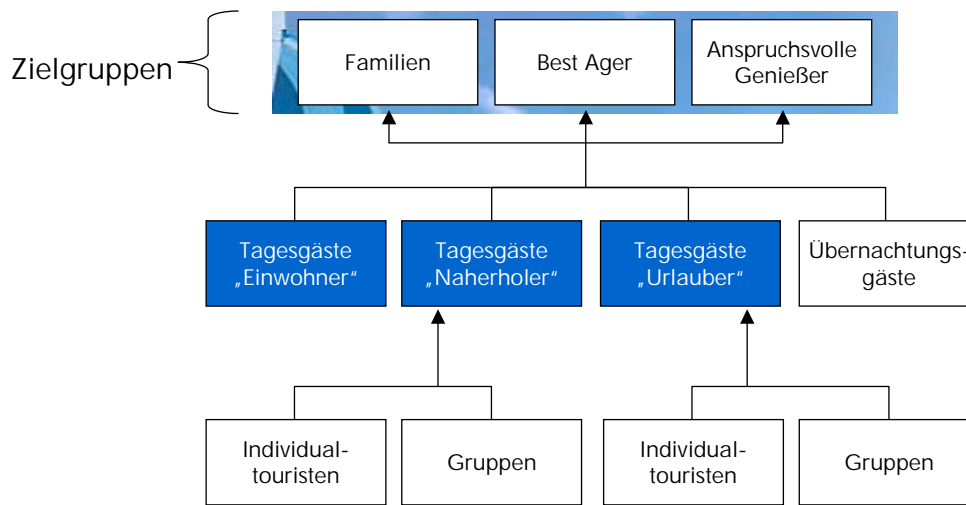 Zielgruppen
Familien
Best Ager
Anspruchsvolle
Genießer
Tagesgäste
„Einwohner“
Tagesgäste
„Naherholer“
Tagesgäste
„Urlauber“
Übernachtungs-
gäste
Individual-
touristen
Gruppen
Individual-
touristen
Gruppen